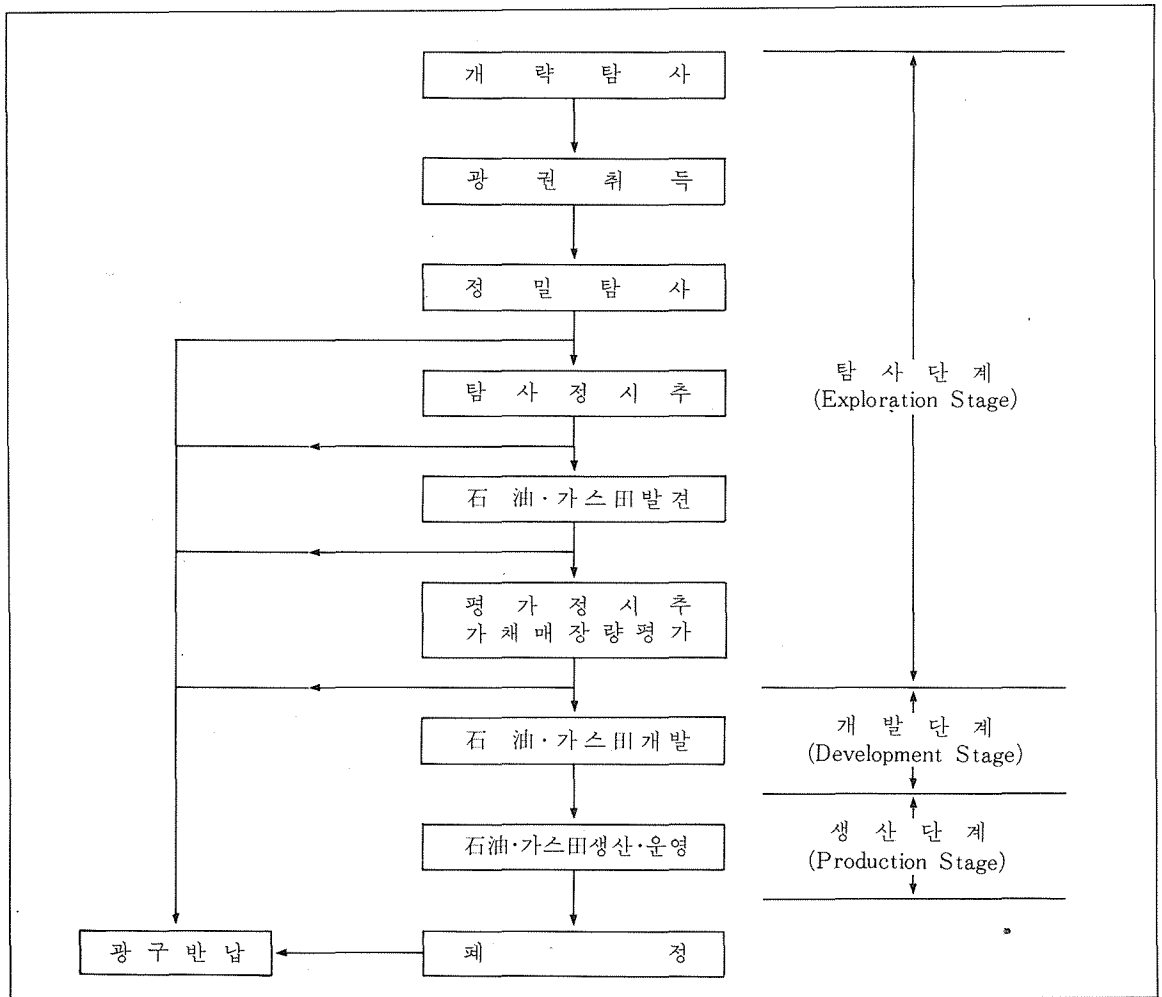 개략탐사
광권취득
정밀탐사
탐사정시추
石油·가스田발견
평가정시추
가채매장량평가
石油·가스田개발
石油·가스田생산·운영
폐정
광구반납
탐사단계
(Exploration Stage)
개발단계
(Development Stage)
생산단계
(Production Stage)